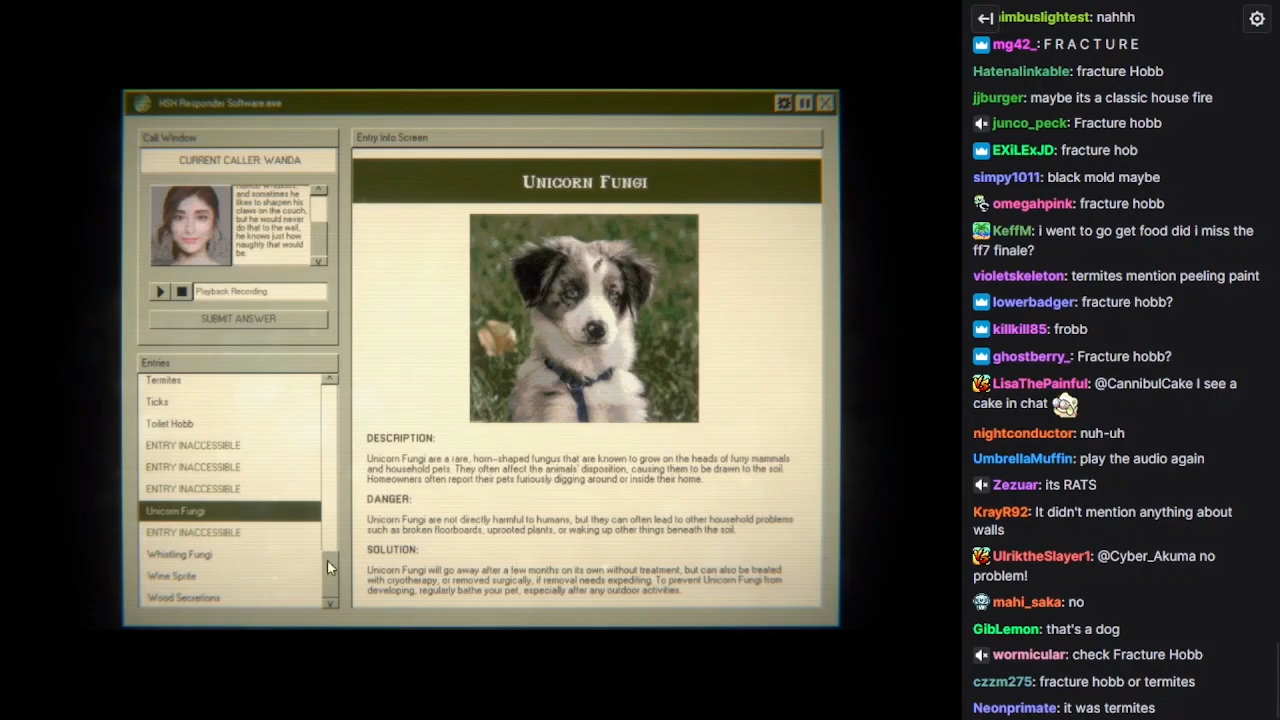 HSH Responder Software.exe
Call Window
CURRENT CALLER: WANDA
and sometimes he
likes to sharpen his
claws on the couch,
but he would never
do that to the wall,
he knows just how
naughty that would
be.
Playback Recording
SUBMIT ANSWER
Entries
Termites
Ticks
Toilet Hobb
ENTRY INACCESSIBLE
ENTRY INACCESSIBLE
ENTRY INACCESSIBLE
Unicorn Fungi
ENTRY INACCESSIBLE
Whistling Fungi
Wine Sprite
Wood Secretions
Entry Info Screen
UNICORN FUNGI
DESCRIPTION:
Unicorn Fungi are a rare, horn-shaped fungus that are known to grow on the heads of furry mammals
and household pets. They often affect the animals' disposition, causing them to be drawn to the soil.
Homeowners often report their pets furiously digging around or inside their home.
DANGER:
Unicorn Fungi are not directly harmful to humans, but they can often lead to other household problems
such as broken floorboards, uprooted plants, or waking up other things beneath the soil.
SOLUTION:
Unicorn Fungi will go away after a few months on its own without treatment, but can also be treated
with cryotherapy, or removed surgically, if removal needs expediting. To prevent Unicorn Fungi from
developing, regularly bathe your pet, especially after any outdoor activities.
nimbuslightest: nahhh
mg42_: F R A C T U R E
Hatenalinkable: fracture Hobb
jjburger: maybe its a classic house fire
junco_peck: Fracture hobb
EXiLExJD: fracture hob
simpy1011: black mold maybe
omegahpink: fracture hobb
KeffM: i went to go get food did i miss the
ff7 finale?
violetskeleton: termites mention peeling paint
lowerbadger: fracture hobb?
killkill85: frobb
ghostberry_: Fracture hobb?
LisaThePainful: @CannibulCake I see a
cake in chat
nightconductor: nuh-uh
UmbrellaMuffin: play the audio again
Zezuar: its RATS
KrayR92: It didn't mention anything about
walls
UlriktheSlayer1: @Cyber_Akuma no
problem!
mahi_saka: no
GibLemon: that's a dog
wormicular: check Fracture Hobb
czzm275: fracture hobb or termites
Neonprimate: it was termites